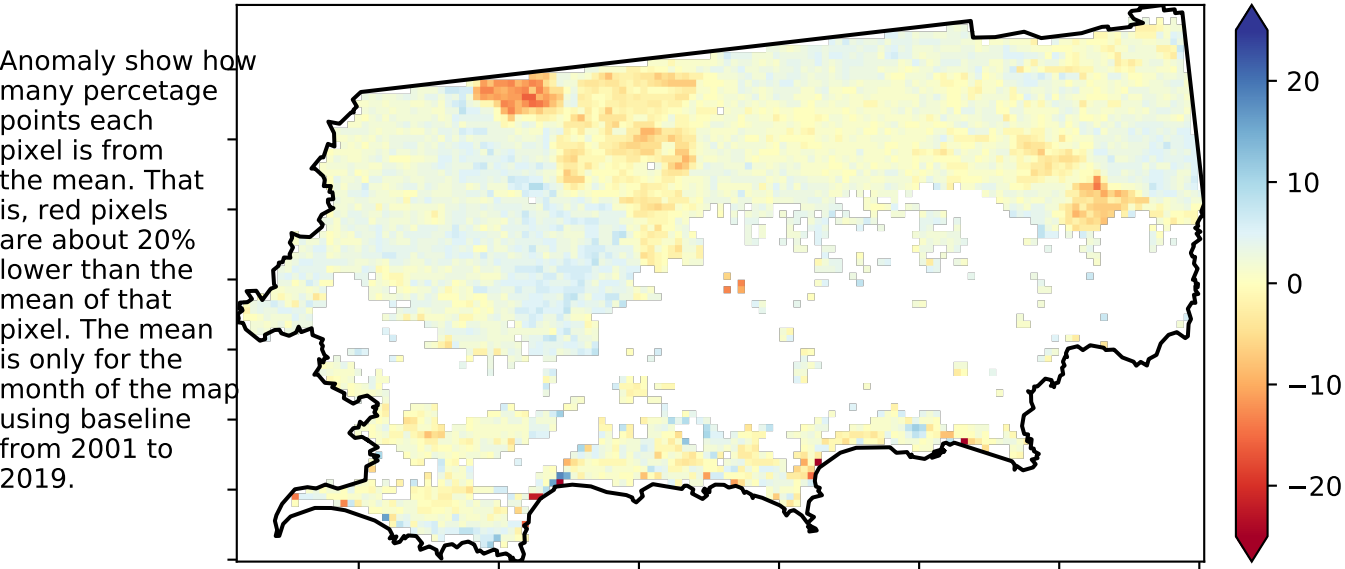 Anomaly show how
many percetage
points each
pixel is from
the mean. That
is, red pixels
are about 20%
lower than the
mean of that
pixel. The mean
is only for the
month of the map
using baseline
from 2001 to
2019.
20
10
0
−10
−20